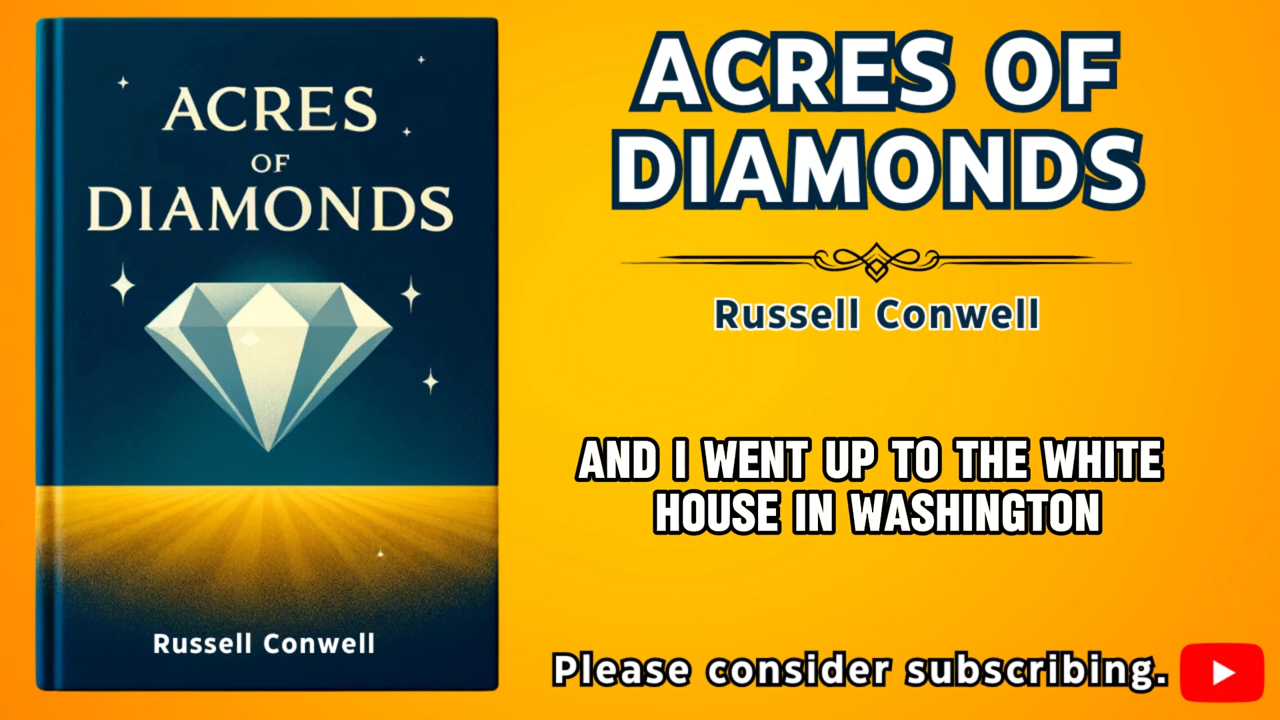 ACRES
OF
DIAMONDS
Russell Conwell
ACRES OF
DIAMONDS
Russell Conwell
AND I WENT UP TO THE WHITE
HOUSE IN WASHINGTON
Please consider subscribing.